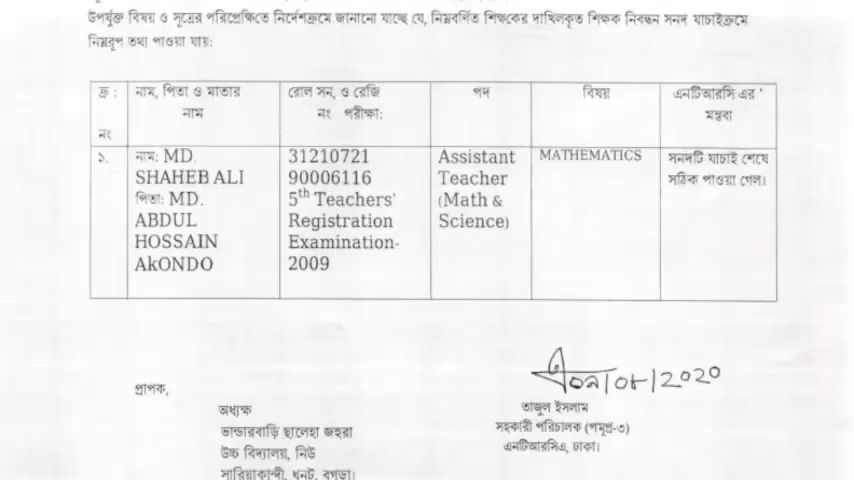 উপর্যুক্ত বিষয় ও সূত্রের পরিপ্রেক্ষিতে নির্দেশক্রমে জানানো যাচ্ছে যে, নিম্নবর্ণিত শিক্ষকের দাখিলকৃত শিক্ষক নিবন্ধন সনদ যাচাইক্রমে
নিম্নরূপ তথ্য পাওয়া যায়:
ক্র : নাম, পিতা ও মাতার রোল সন, ও রেজি পদ বিষয় এনটিআরসি এর '
নাম নং পরীক্ষা: মন্তব্য
নং
১. নাম: MD. 31210721 Assistant MATHEMATICS সনদটি যাচাই শেষে
SHAHEB ALI 90006116 Teacher সঠিক পাওয়া গেল।
পিতা: MD. 5th Teachers' (Math &
ABDUL Registration Science)
HOSSAIN Examination-
AkONDO 2009
/08/2020
প্রাপক,
তাজুল ইসলাম
অধ্যক্ষ
সহকারী পরিচালক (পমূপ্র-৩)
ভান্ডারবাড়ি ছালেহা জহুরা
এনটিআরসিএ, ঢাকা।
উচ্চ বিদ্যালয়, নিউ
সারিয়াকান্দী, ধনট, বগুড়া।